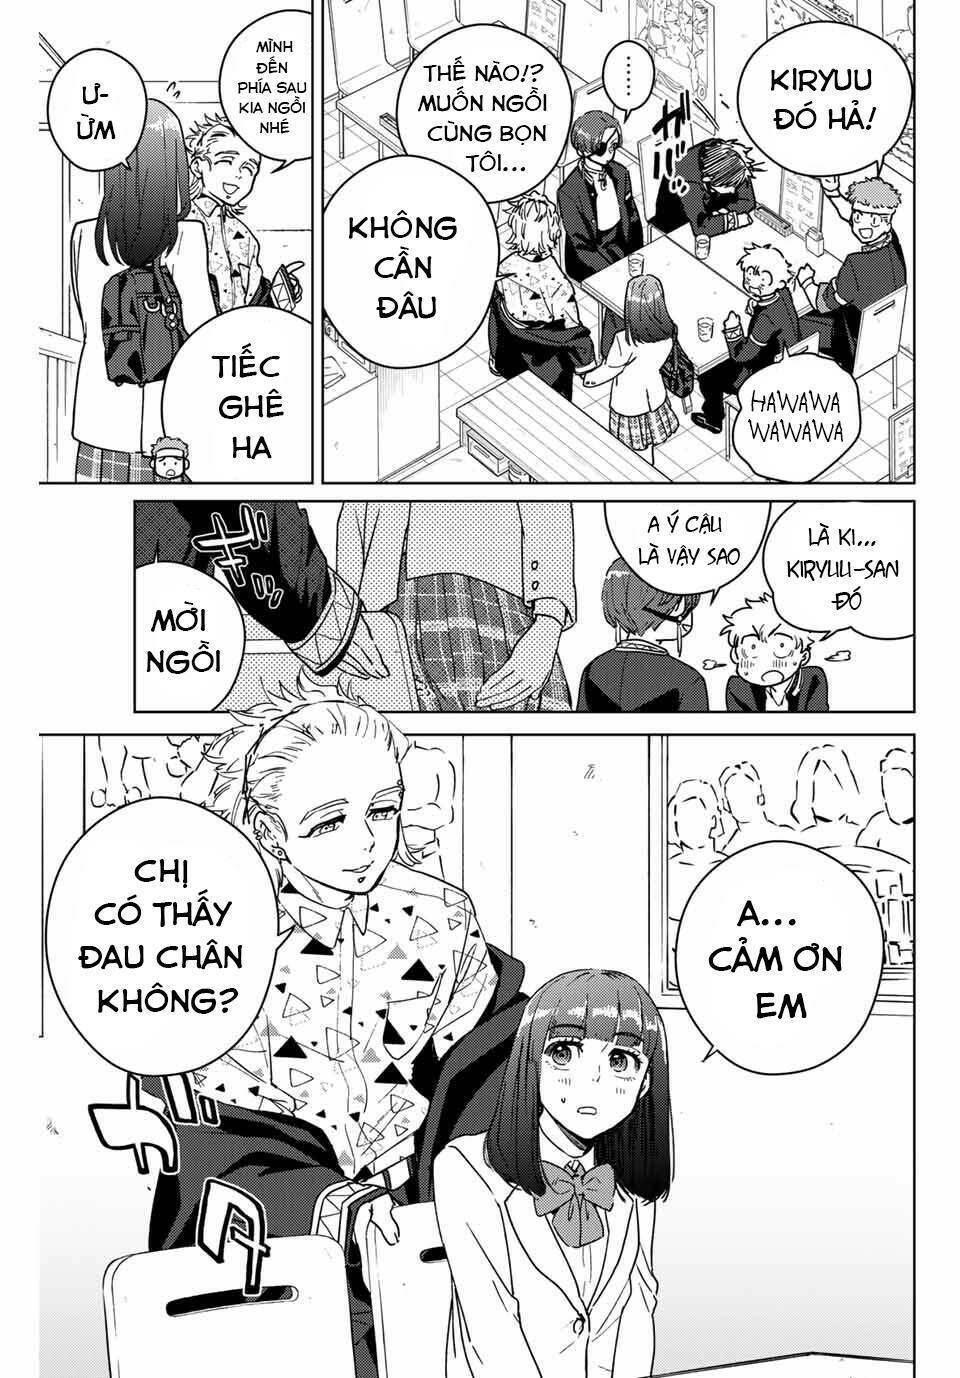 KIRYUU
ĐÓ HẢ!
......
THẾ NÀO!?
MUỐN NGỒI
CÙNG BỌN
TÔI...
KHÔNG
CẦN
ĐÂU
HAWAWA
WAWAWA
MÌNH
ĐẾN
PHÍA SAU
KIA NGỒI
NHÉ
Ư-
ỪM
TIẾC
GHÊ
HA
LÀ KI...
KIRYUU-SAN
ĐÓ
A Ý CẬU
LÀ VẬY SAO
MỜI
NGỒI
A...
CẢM ƠN
EM
CHỊ
CÓ THẤY
ĐAU CHÂN
KHÔNG?